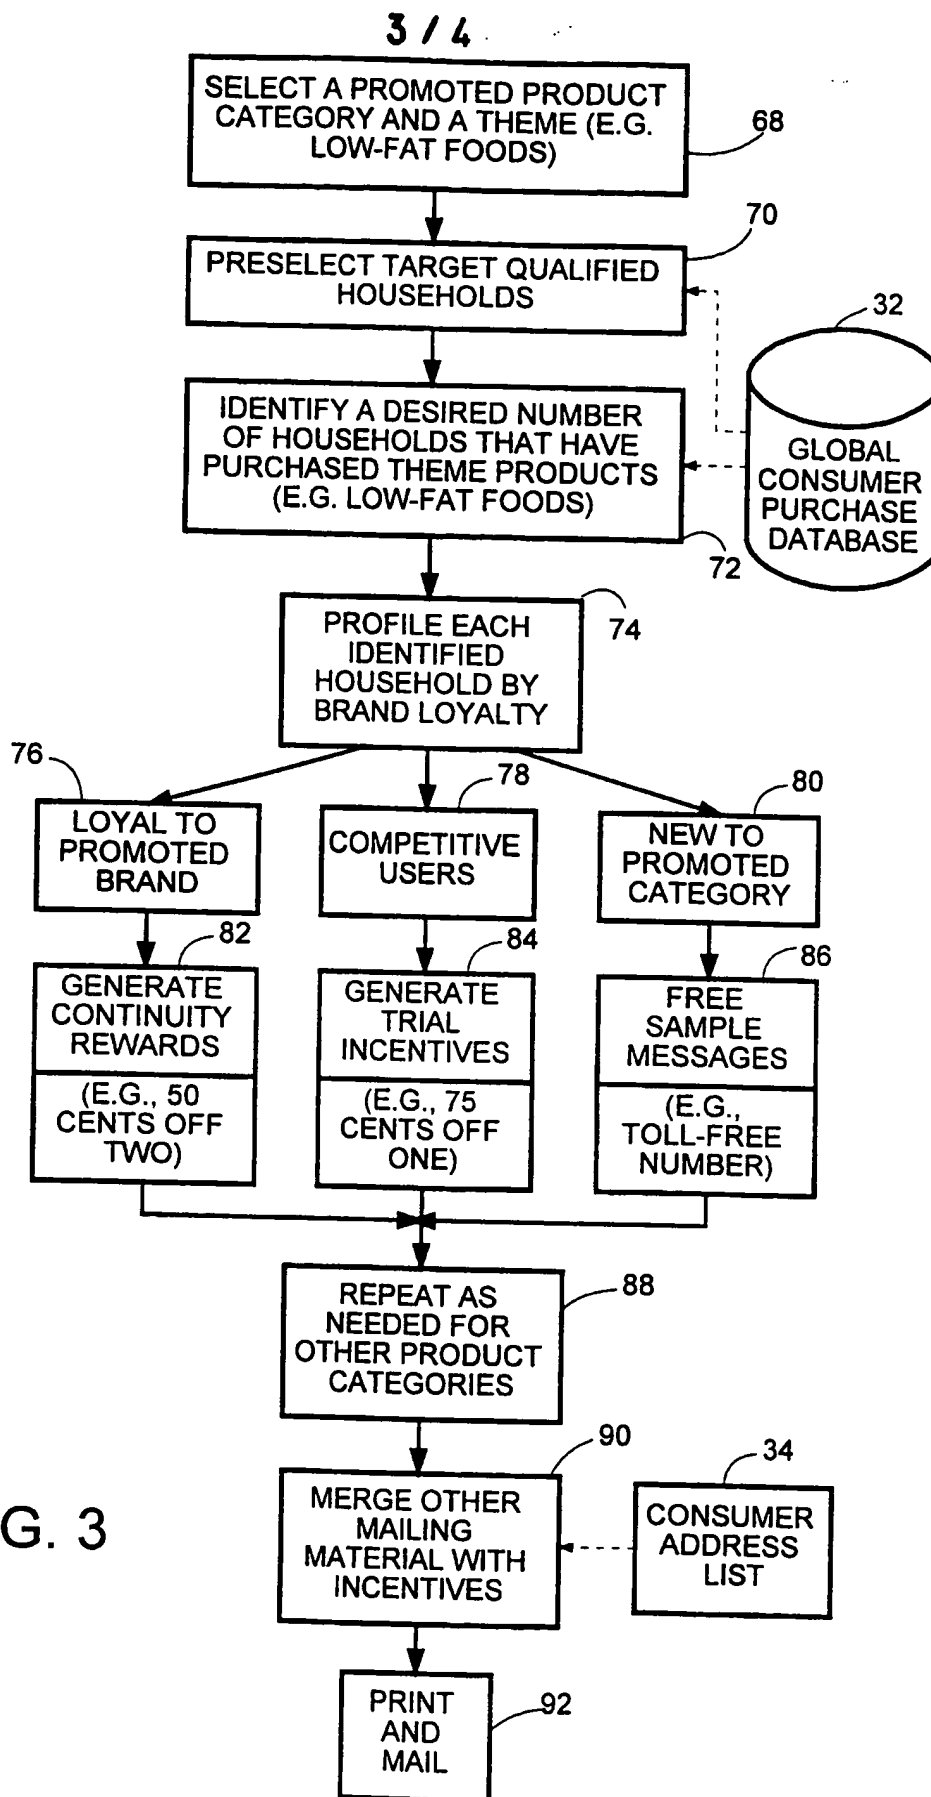 3 / 4
SELECT A PROMOTED PRODUCT
CATEGORY AND A THEME (E.G.
LOW-FAT FOODS)
68
70
PRESELECT TARGET QUALIFIED
HOUSEHOLDS
32
IDENTIFY A DESIRED NUMBER
OF HOUSEHOLDS THAT HAVE
PURCHASED THEME PRODUCTS
(E.G. LOW-FAT FOODS)
GLOBAL
CONSUMER
PURCHASE
DATABASE
72
74
PROFILE EACH
IDENTIFIED
HOUSEHOLD BY
BRAND LOYALTY
76
78
80
LOYAL TO
PROMOTED
BRAND
COMPETITIVE
USERS
NEW TO
PROMOTED
CATEGORY
82
84
86
GENERATE
CONTINUITY
REWARDS
(E.G., 50
CENTS OFF
TWO)
GENERATE
TRIAL
INCENTIVES
(E.G., 75
CENTS OFF
ONE)
FREE
SAMPLE
MESSAGES
(E.G.,
TOLL-FREE
NUMBER)
88
REPEAT AS
NEEDED FOR
OTHER PRODUCT
CATEGORIES
90
34
MERGE OTHER
MAILING
MATERIAL WITH
INCENTIVES
CONSUMER
ADDRESS
LIST
G. 3
PRINT
AND
MAIL
92